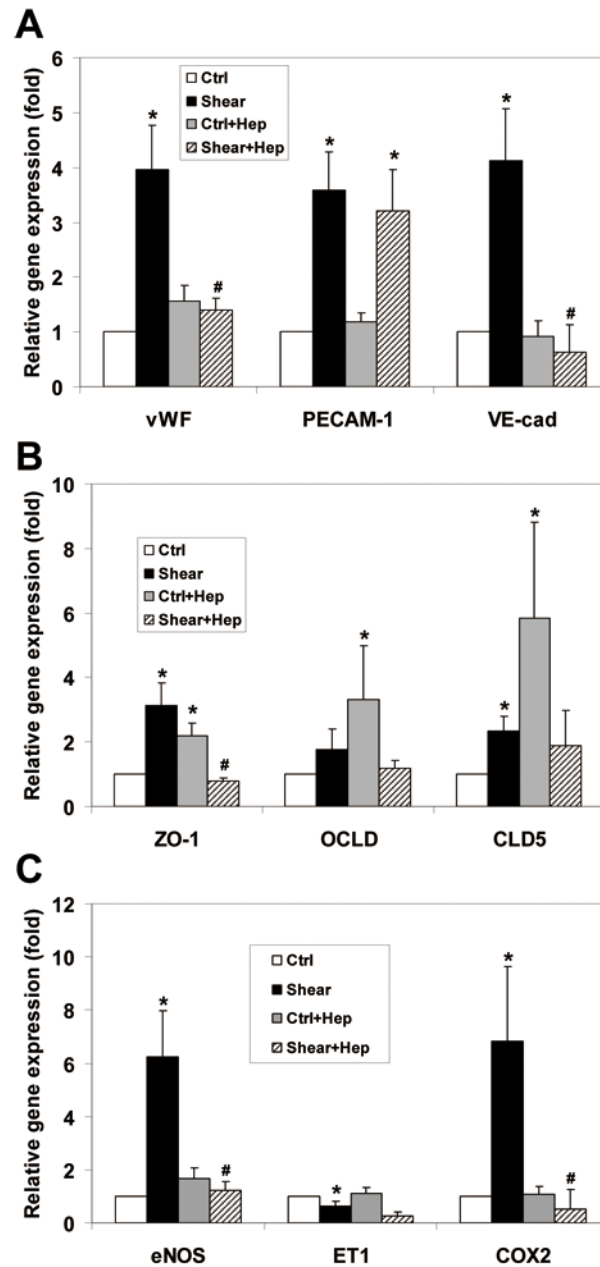 A
Relative gene expression (fold)
6
5
4
3
2
1
0
Ctrl
Shear
Ctrl+Hep
Shear+Hep
*
#
*
*
*
#
vWF PECAM-1 VE-cad
B
Relative gene expression (fold)
10
8
6
4
2
0
Ctrl
Shear
Ctrl+Hep
Shear+Hep
*
*
#
*
*
*
ZO-1 OCLD CLD5
C
Relative gene expression (fold)
12
10
8
6
4
2
0
Ctrl
Shear
Ctrl+Hep
Shear+Hep
*
#
*
*
#
eNOS ET1 COX2